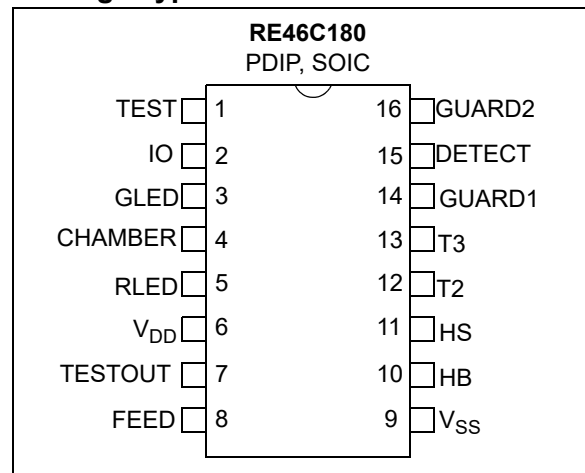 RE46C180
PDIP, SOIC
TEST 1 16 GUARD2
IO 2 15 DETECT
GLED 3 14 GUARD1
CHAMBER 4 13 T3
RLED 5 12 T2
VDD 6 11 HS
TESTOUT 7 10 HB
FEED 8 9 VSS